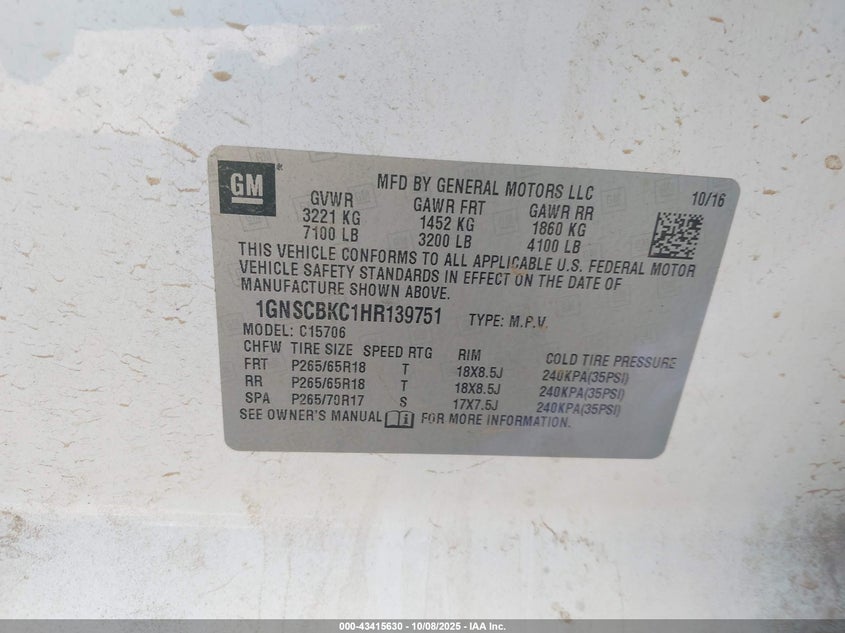 GM
MFD BY GENERAL MOTORS LLC
10/16
GVWR GAWR FRT GAWR RR
3221 KG 1452 KG 1860 KG
7100 LB 3200 LB 4100 LB
THIS VEHICLE CONFORMS TO ALL APPLICABLE U.S. FEDERAL MOTOR
VEHICLE SAFETY STANDARDS IN EFFECT ON THE DATE OF
MANUFACTURE SHOWN ABOVE.
1GNSCBKC1HR139751 TYPE: M.P.V.
MODEL: C15706
CHFW TIRE SIZE SPEED RTG RIM COLD TIRE PRESSURE
FRT P265/65R18 T 18X8.5J 240KPA(35PSI)
RR P265/65R18 T 18X8.5J 240KPA(35PSI)
SPA P265/70R17 S 17X7.5J 240KPA(35PSI)
SEE OWNER'S MANUAL FOR MORE INFORMATION.
000-43415630 - 10/08/2025 - IAA Inc.